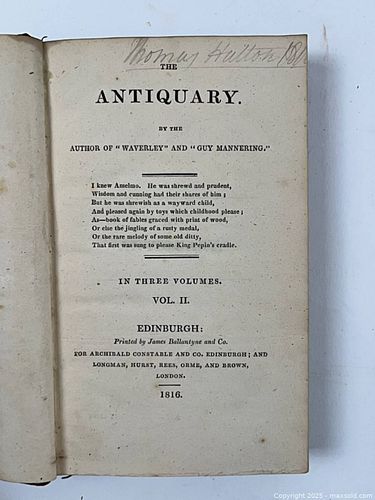 Thomas Hutton
THE
ANTIQUARY.
BY THE
AUTHOR OF "WAVERLEY" AND "GUY MANNERING."
I knew Anselmo. He was shrewd and prudent,
Wisdom and cunning had their shares of him;
But he was shrewish as a wayward child,
And pleased again by toys which childhood please;
As—book of fables graced with print of wood,
Or else the jingling of a rusty medal,
Or the rare melody of some old ditty,
That first was sung to please King Pepin's cradle.
IN THREE VOLUMES.
VOL. II.
EDINBURGH:
Printed by James Ballantyne and Co.
FOR ARCHIBALD CONSTABLE AND CO. EDINBURGH; AND
LONGMAN, HURST, REES, ORME, AND BROWN,
LONDON.
1816.
Copyright 2025 - maxsold.com